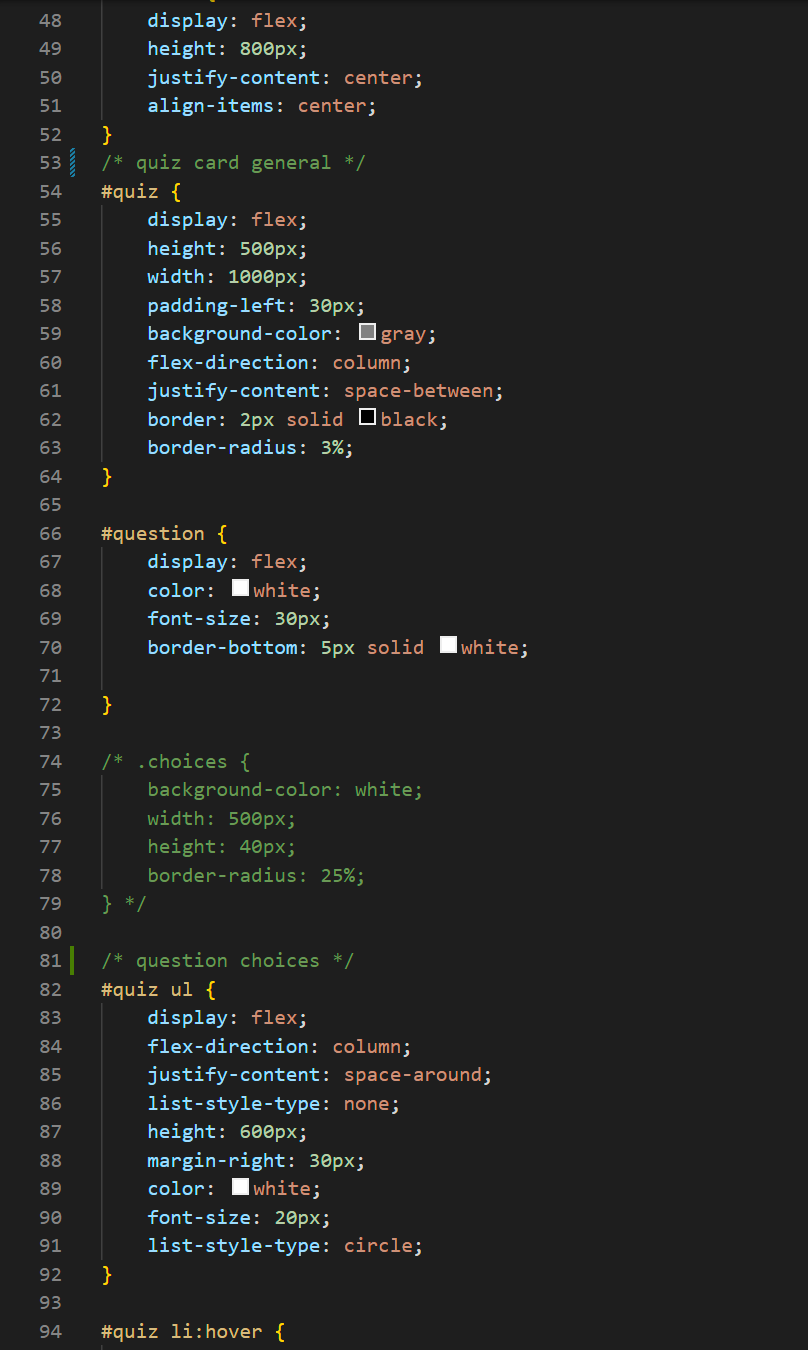 48 display: flex;
49 height: 800px;
50 justify-content: center;
51 align-items: center;
52 }
53 /* quiz card general */
54 #quiz {
55 display: flex;
56 height: 500px;
57 width: 1000px;
58 padding-left: 30px;
59 background-color: gray;
60 flex-direction: column;
61 justify-content: space-between;
62 border: 2px solid black;
63 border-radius: 3%;
64 }
65
66 #question {
67 display: flex;
68 color: white;
69 font-size: 30px;
70 border-bottom: 5px solid white;
71
72 }
73
74 /* .choices {
75 background-color: white;
76 width: 500px;
77 height: 40px;
78 border-radius: 25%;
79 } */
80
81 /* question choices */
82 #quiz ul {
83 display: flex;
84 flex-direction: column;
85 justify-content: space-around;
86 list-style-type: none;
87 height: 600px;
88 margin-right: 30px;
89 color: white;
90 font-size: 20px;
91 list-style-type: circle;
92 }
93
94 #quiz li:hover {